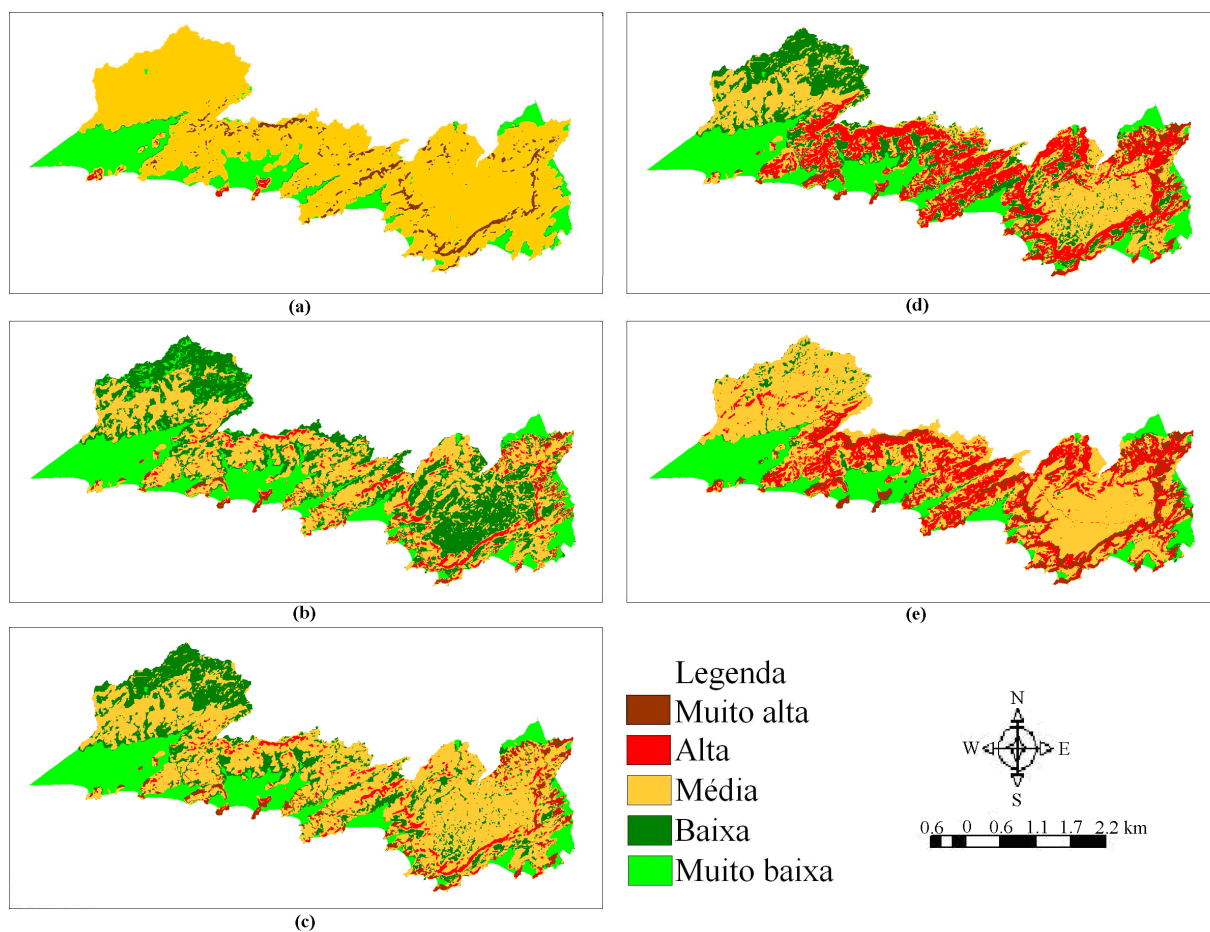 (a)
(d)
(b)
(e)
(c)
Legenda
Muito alta
Alta
Média
Baixa
Muito baixa
N
W E
S
0.6 0 0.6 1.1 1.7 2.2 km